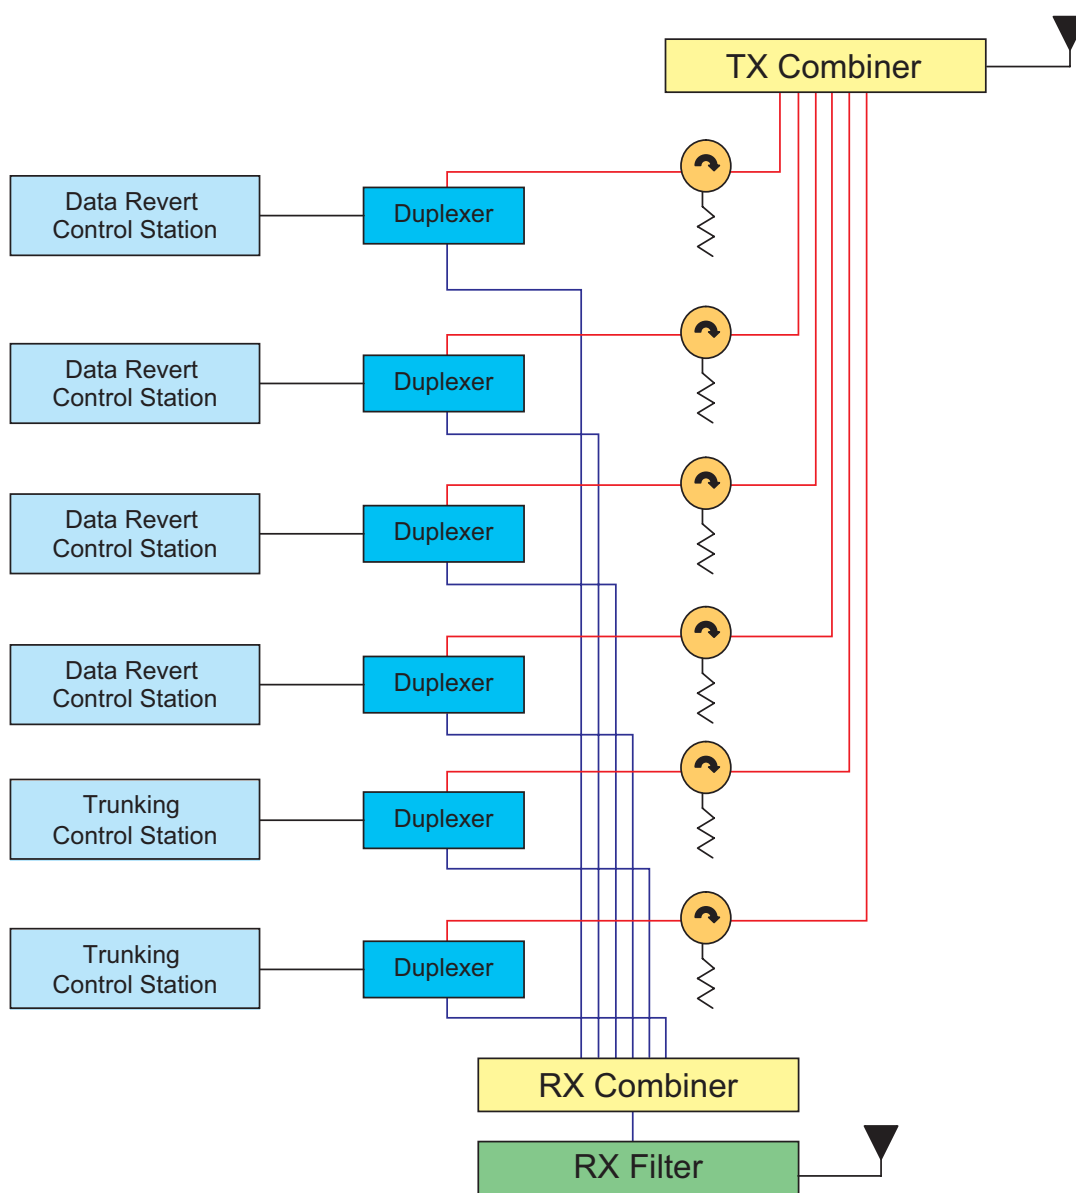 TX Combiner
Data Revert
Control Station
Duplexer
Data Revert
Control Station
Duplexer
Data Revert
Control Station
Duplexer
Data Revert
Control Station
Duplexer
Trunking
Control Station
Duplexer
Trunking
Control Station
Duplexer
RX Combiner
RX Filter